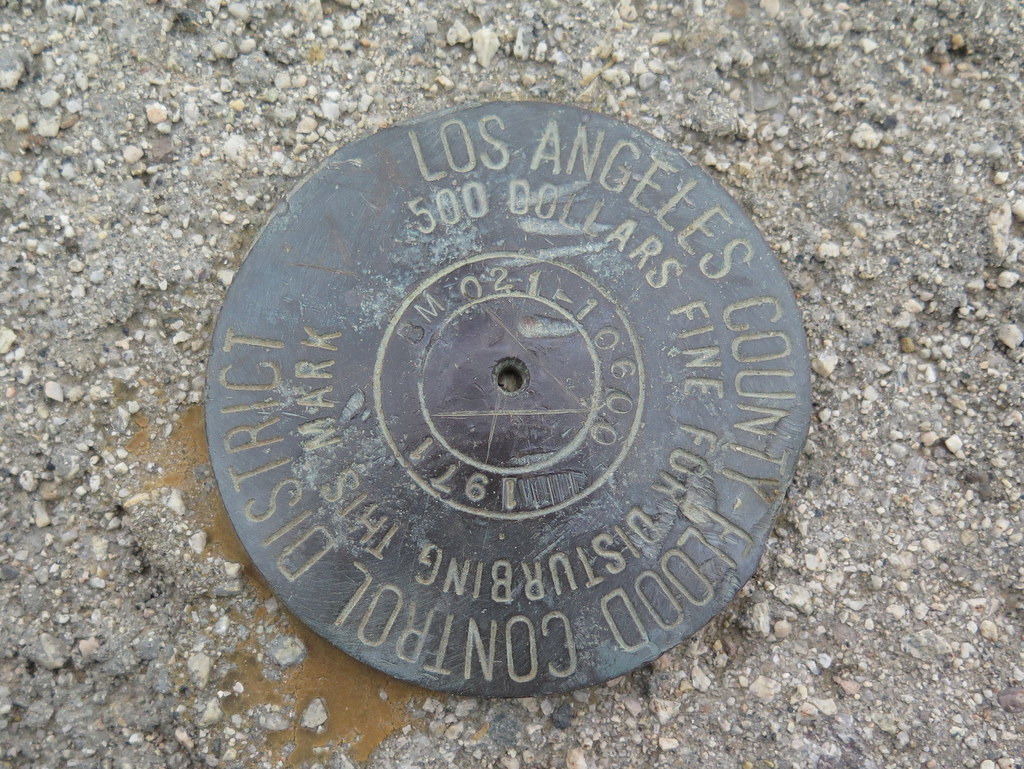 LOS ANGELES COUNTY FLOOD CONTROL DISTRICT
500 DOLLARS FINE FOR DISTURBING THIS MARK
BM 021-10600
1971